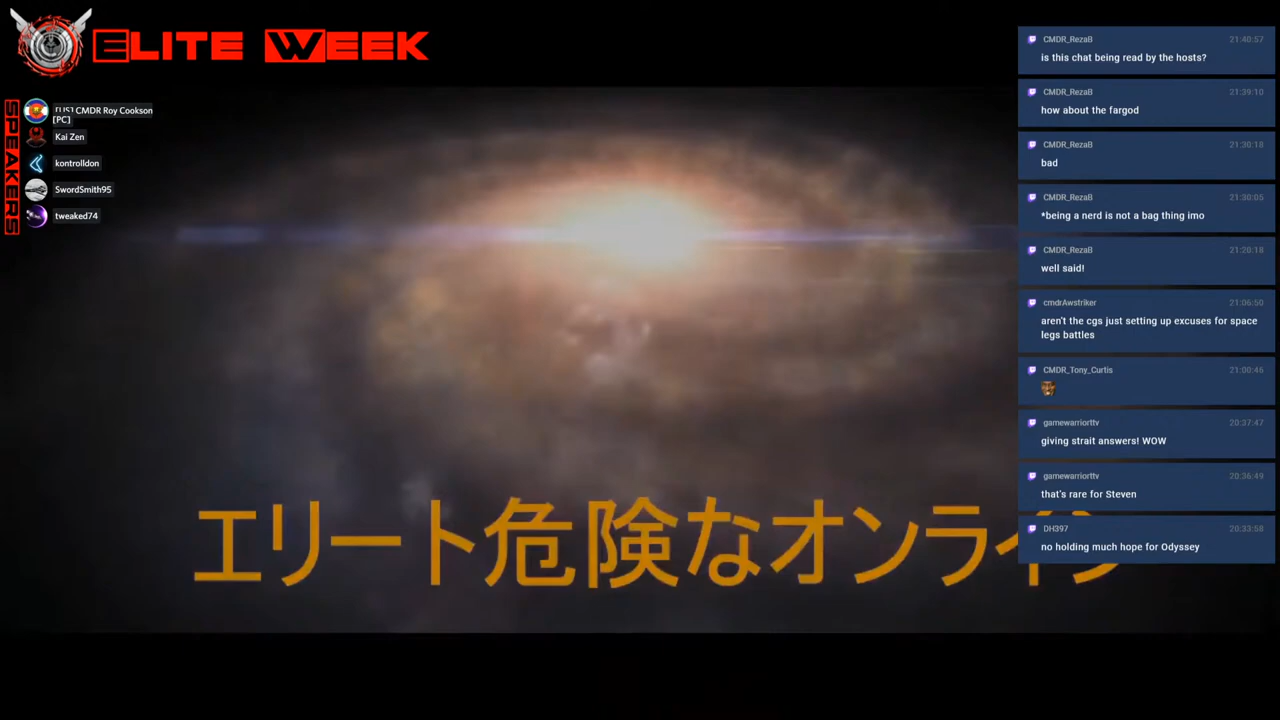 ELITE WEEK
SPEAKERS
[US] CMDR Roy Cookson
[PC]
Kai Zen
kontrolldon
SwordSmith95
tweaked74
CMDR_RezaB 21:40:57
is this chat being read by the hosts?
CMDR_RezaB 21:39:10
how about the fargod
CMDR_RezaB 21:30:18
bad
CMDR_RezaB 21:30:05
*being a nerd is not a bag thing imo
CMDR_RezaB 21:20:18
well said!
cmdrAwstriker 21:06:50
aren't the cgs just setting up excuses for space
legs battles
CMDR_Tony_Curtis 21:00:46
gamewarriorttv 20:37:47
giving strait answers! WOW
gamewarriorttv 20:36:49
that's rare for Steven
DH397 20:33:58
no holding much hope for Odyssey
エリート危険なオンライン